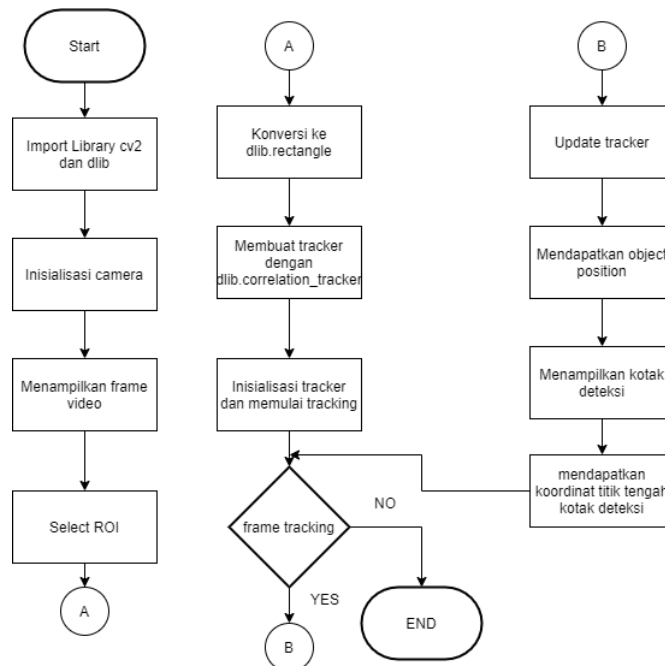 Start
Import Library cv2
dan dlib
Inisialisasi camera
Menampilkan frame
video
Select ROI
A
A
Konversi ke
dlib.rectangle
Membuat tracker
dengan
dlib.correlation_tracker
Inisialisasi tracker
dan memulai tracking
frame tracking
NO
YES
B
END
B
Update tracker
Mendapatkan object
position
Menampilkan kotak
deteksi
mendapatkan
koordinat titik tengah
kotak deteksi